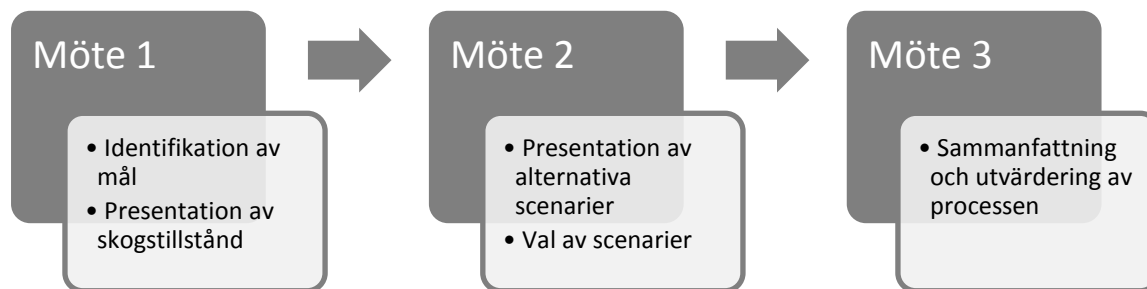 Möte 1
• Identifikation av
mål
• Presentation av
skogstillstånd
Möte 2
• Presentation av
alternativa
scenarier
• Val av scenarier
Möte 3
• Sammanfattning
och utvärdering av
processen